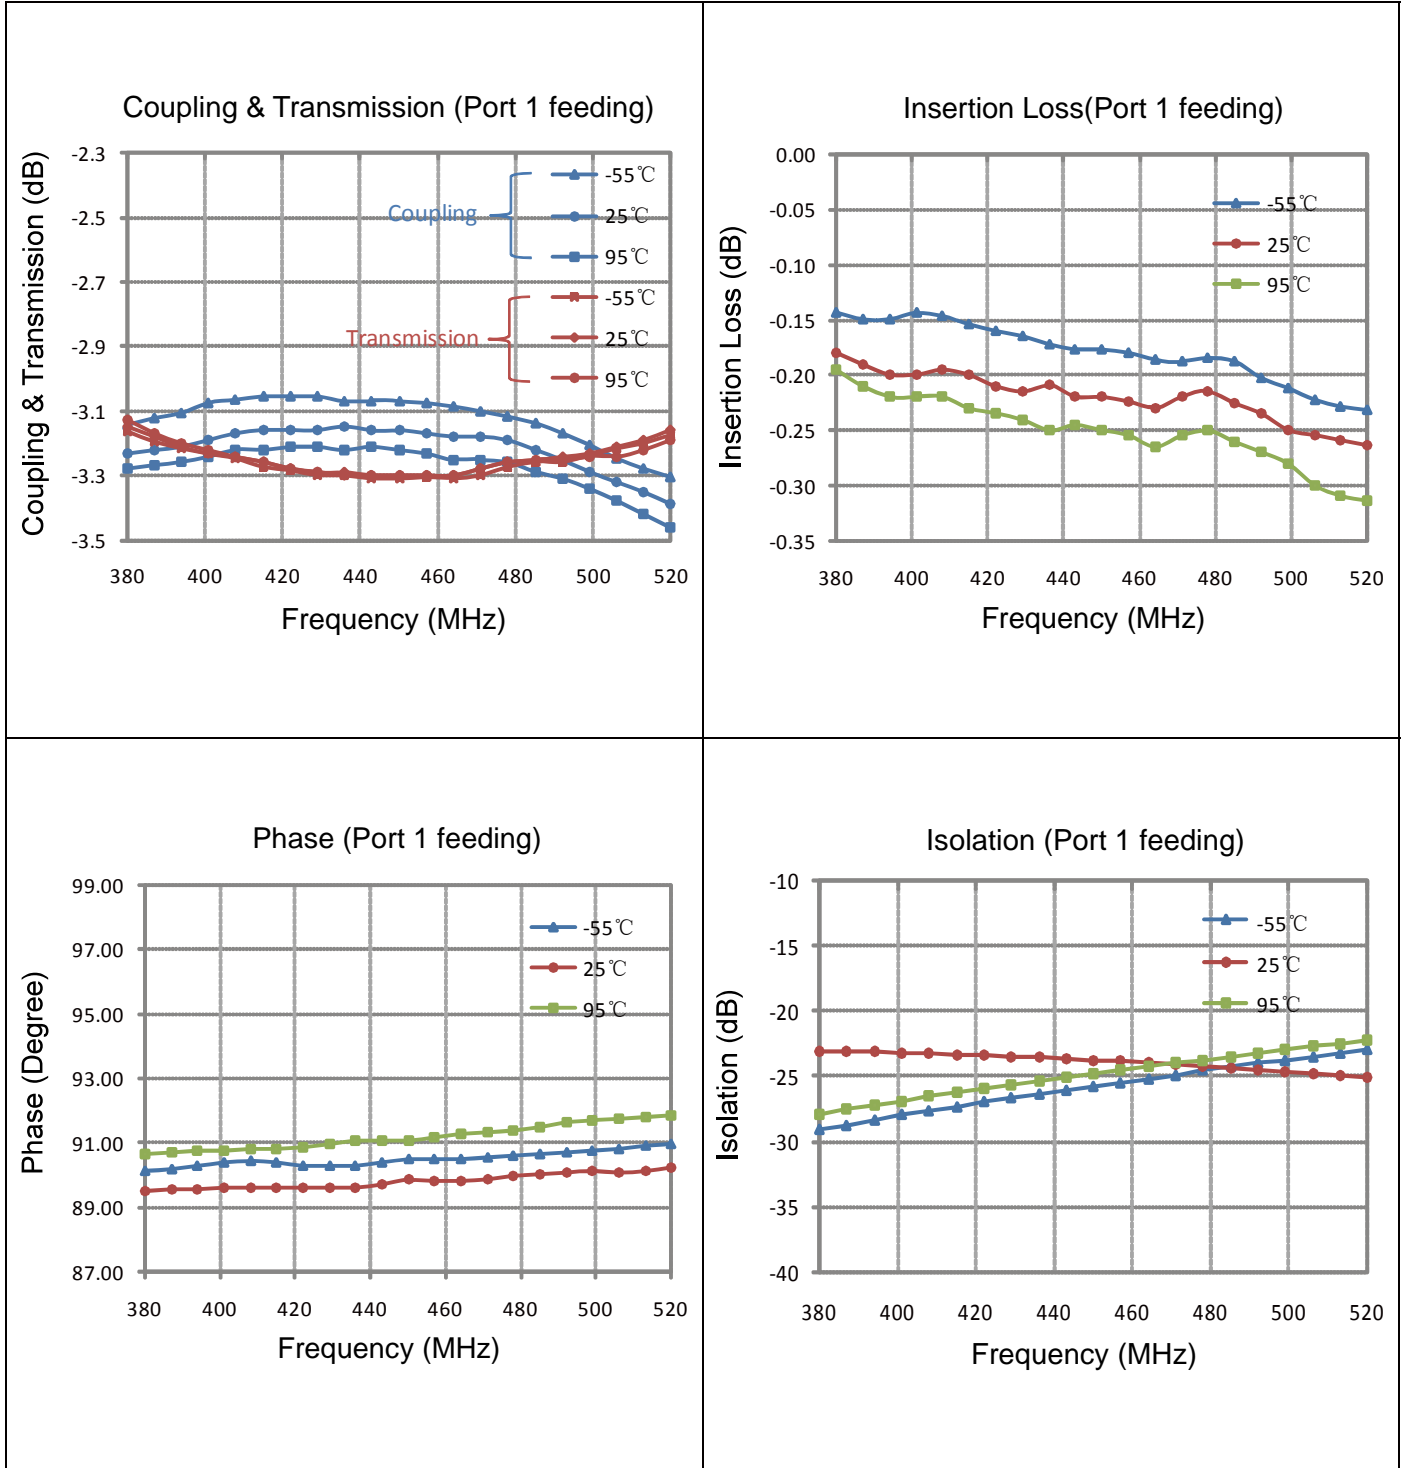 Coupling & Transmission (Port 1 feeding)
Coupling & Transmission (dB)
-2.3
-2.5
-2.7
-2.9
-3.1
-3.3
-3.5
Coupling
-55℃
25℃
95℃
Transmission
-55℃
25℃
95℃
380 400 420 440 460 480 500 520
Frequency (MHz)
Insertion Loss(Port 1 feeding)
Insertion Loss (dB)
0.00
-0.05
-0.10
-0.15
-0.20
-0.25
-0.30
-0.35
-55℃
25℃
95℃
380 400 420 440 460 480 500 520
Frequency (MHz)
Phase (Port 1 feeding)
Phase (Degree)
99.00
97.00
95.00
93.00
91.00
89.00
87.00
-55℃
25℃
95℃
380 400 420 440 460 480 500 520
Frequency (MHz)
Isolation (Port 1 feeding)
Isolation (dB)
-10
-15
-20
-25
-30
-35
-40
-55℃
25℃
95℃
380 400 420 440 460 480 500 520
Frequency (MHz)